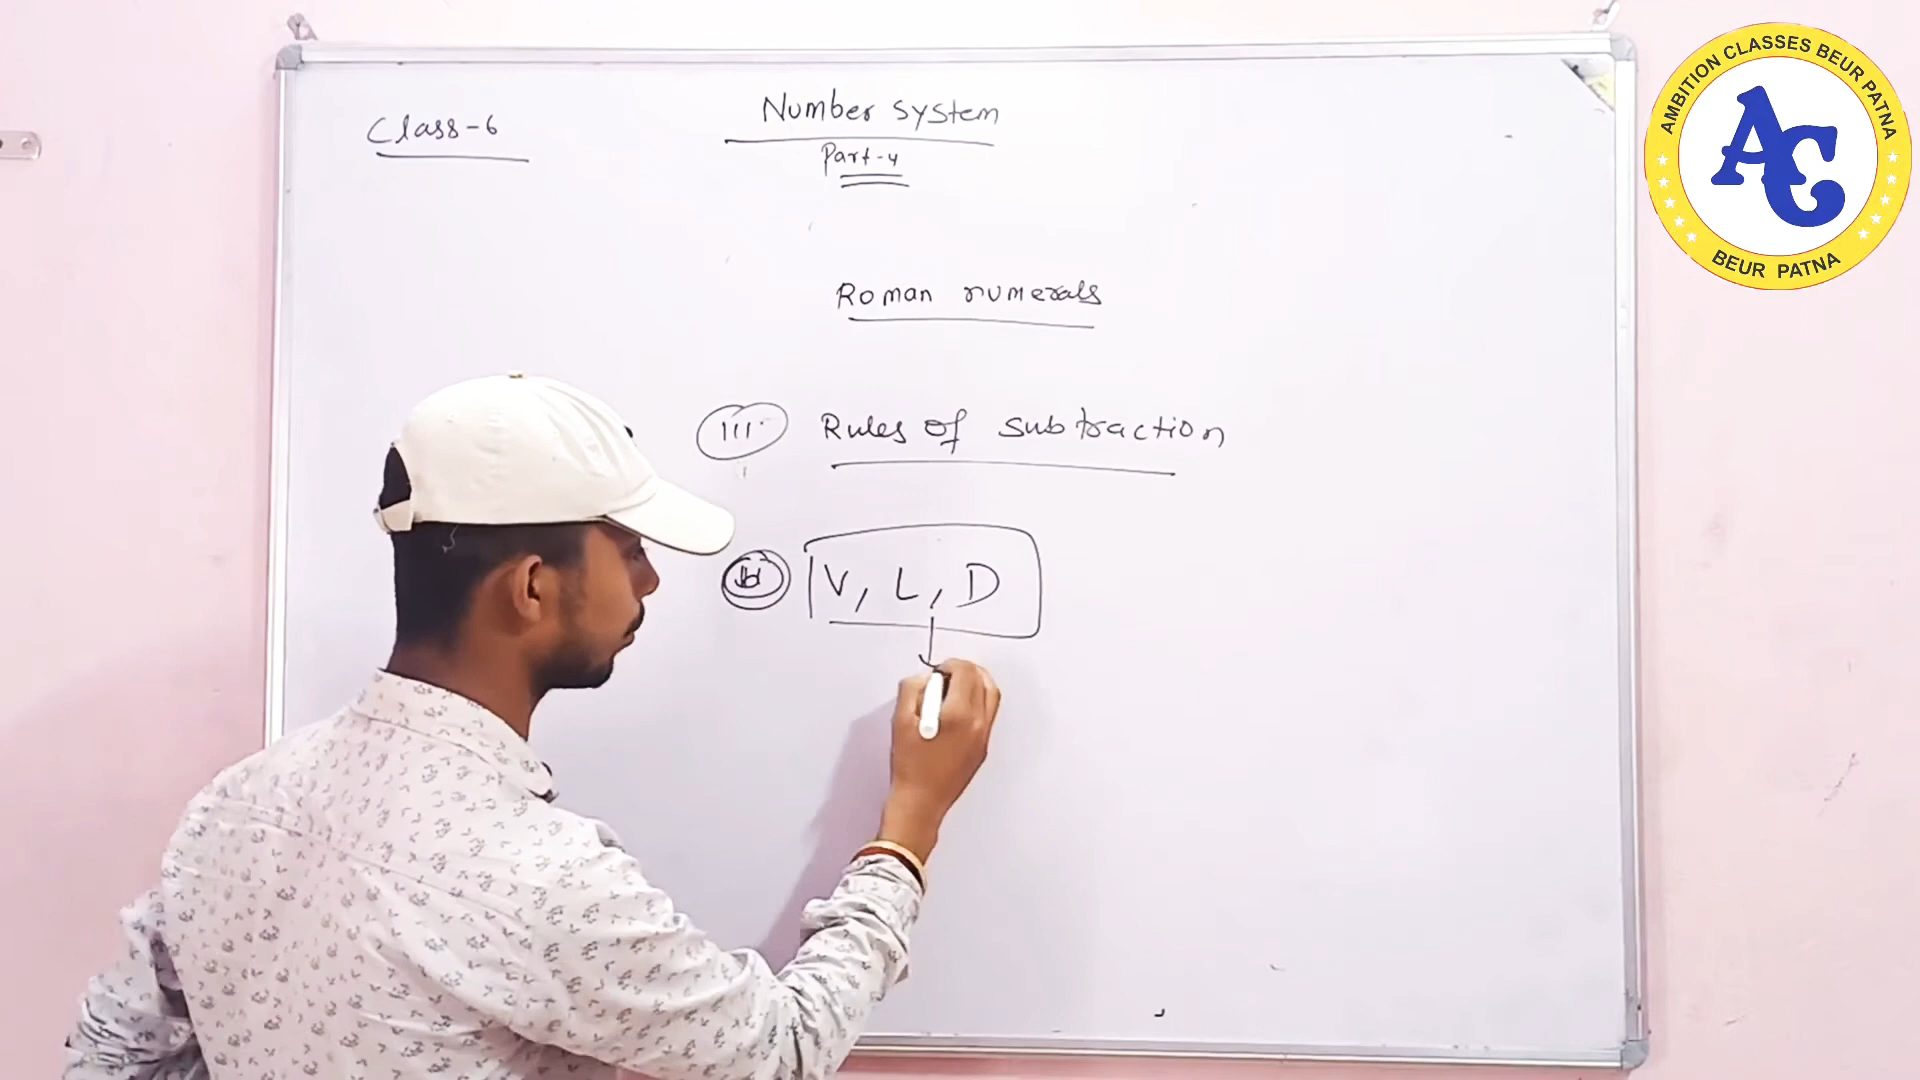 Class-6
Number system
Part-4
Roman numerals
III. Rules of subtraction
b V, L, D
AMBITION CLASSES BEUR PATNA
AC
BEUR PATNA